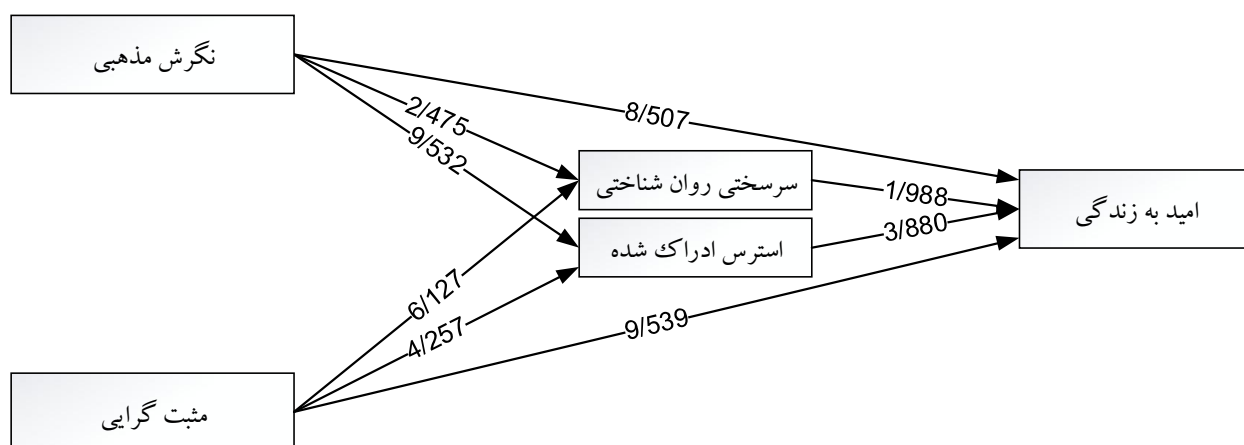 نگرش مذهبی
8/507
2/475
9/532
سرسختی روان شناختی
1/988
امید به زندگی
استرس ادراک شده
3/880
6/127
4/257
9/539
مثبت گرایی